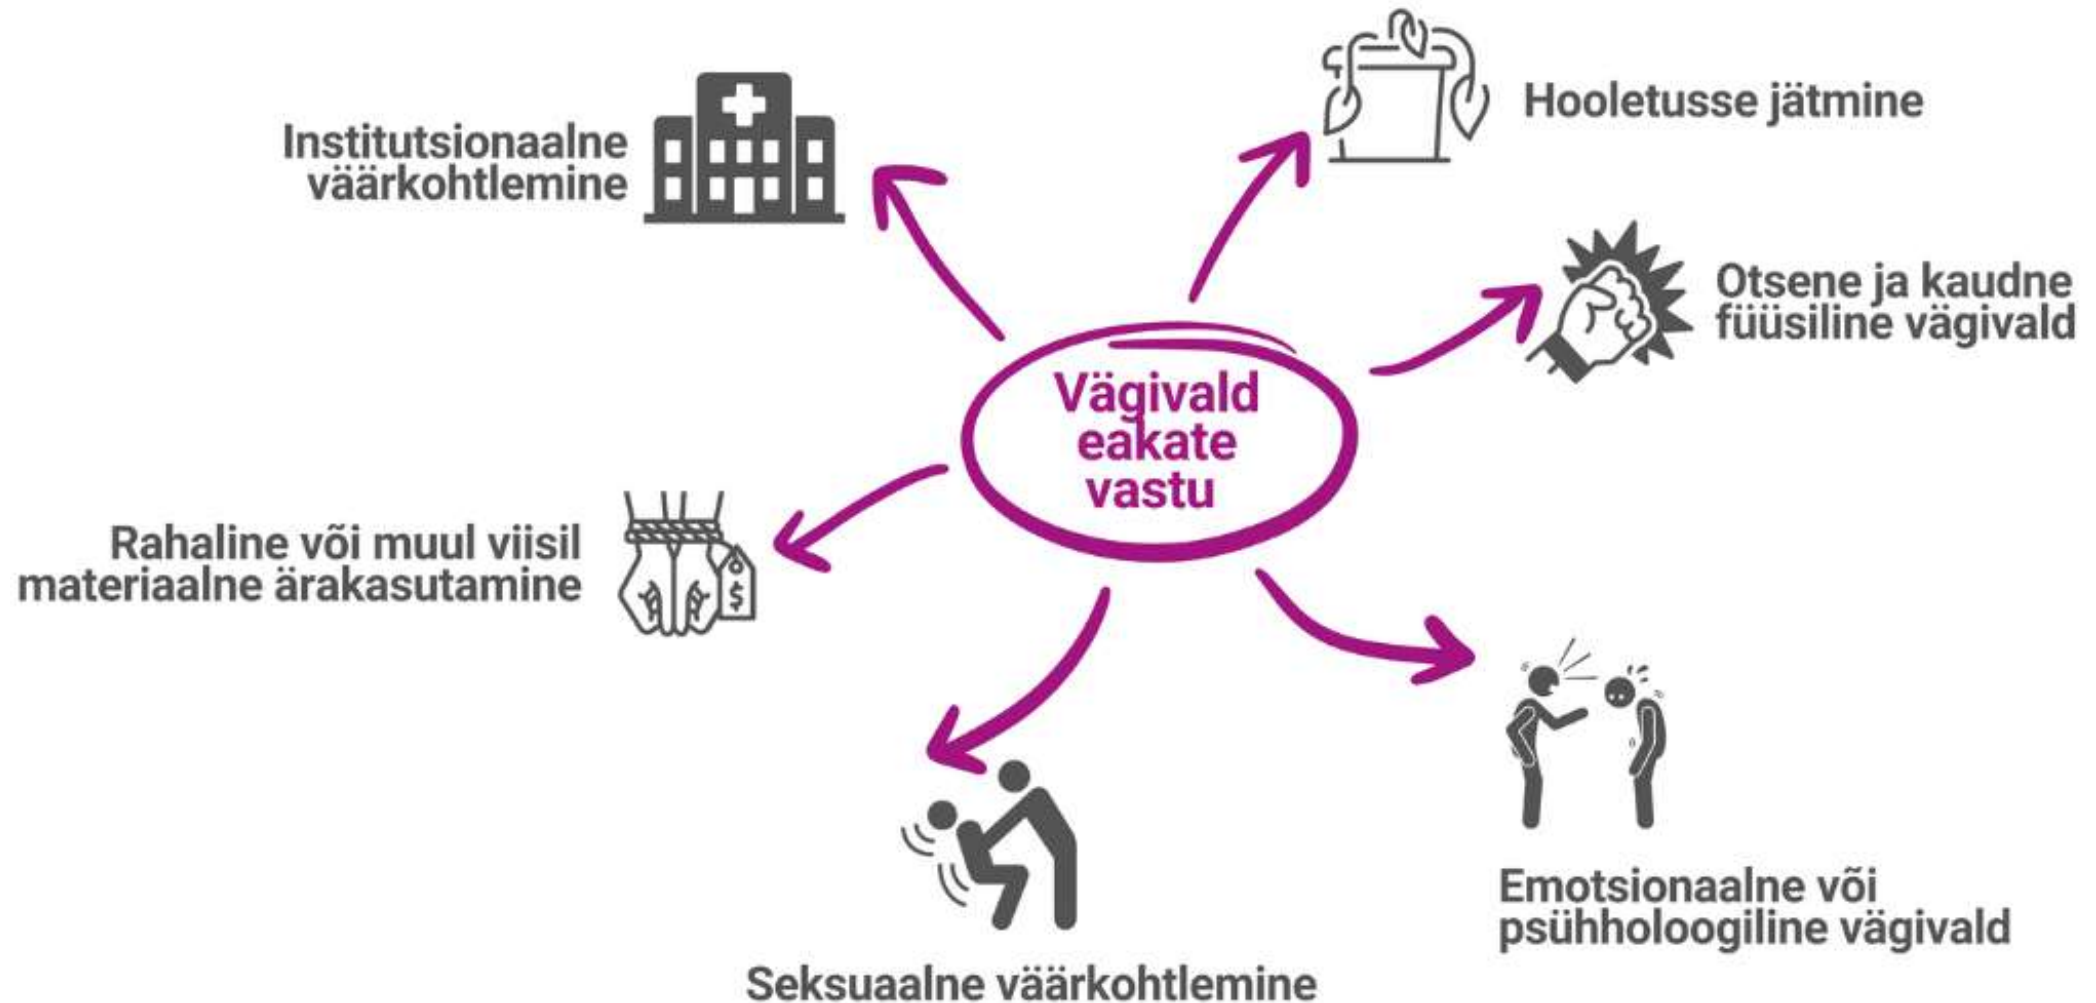 Institutsionaalne
väärkohtlemine
Hooletusse jätmine
Otsene ja kaudne
füüsiline vägivald
Vägivald
eakate
vastu
Rahaline või muul viisil
materiaalne ärakasutamine
$
Emotsionaalne või
psühholoogiline vägivald
Seksuaalne väärkohtlemine